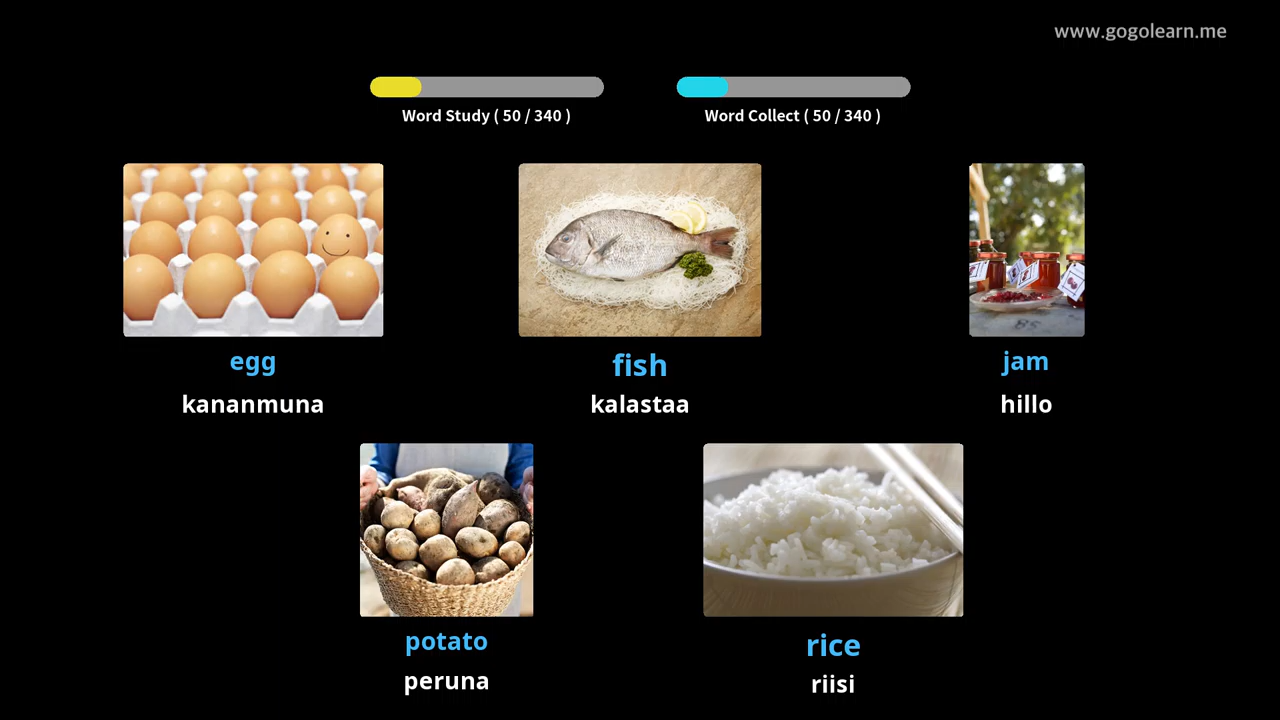 www.gogolearn.me
Word Study ( 50 / 340 )
Word Collect ( 50 / 340 )
egg
kananmuna
fish
kalastaa
jam
hillo
potato
peruna
rice
riisi